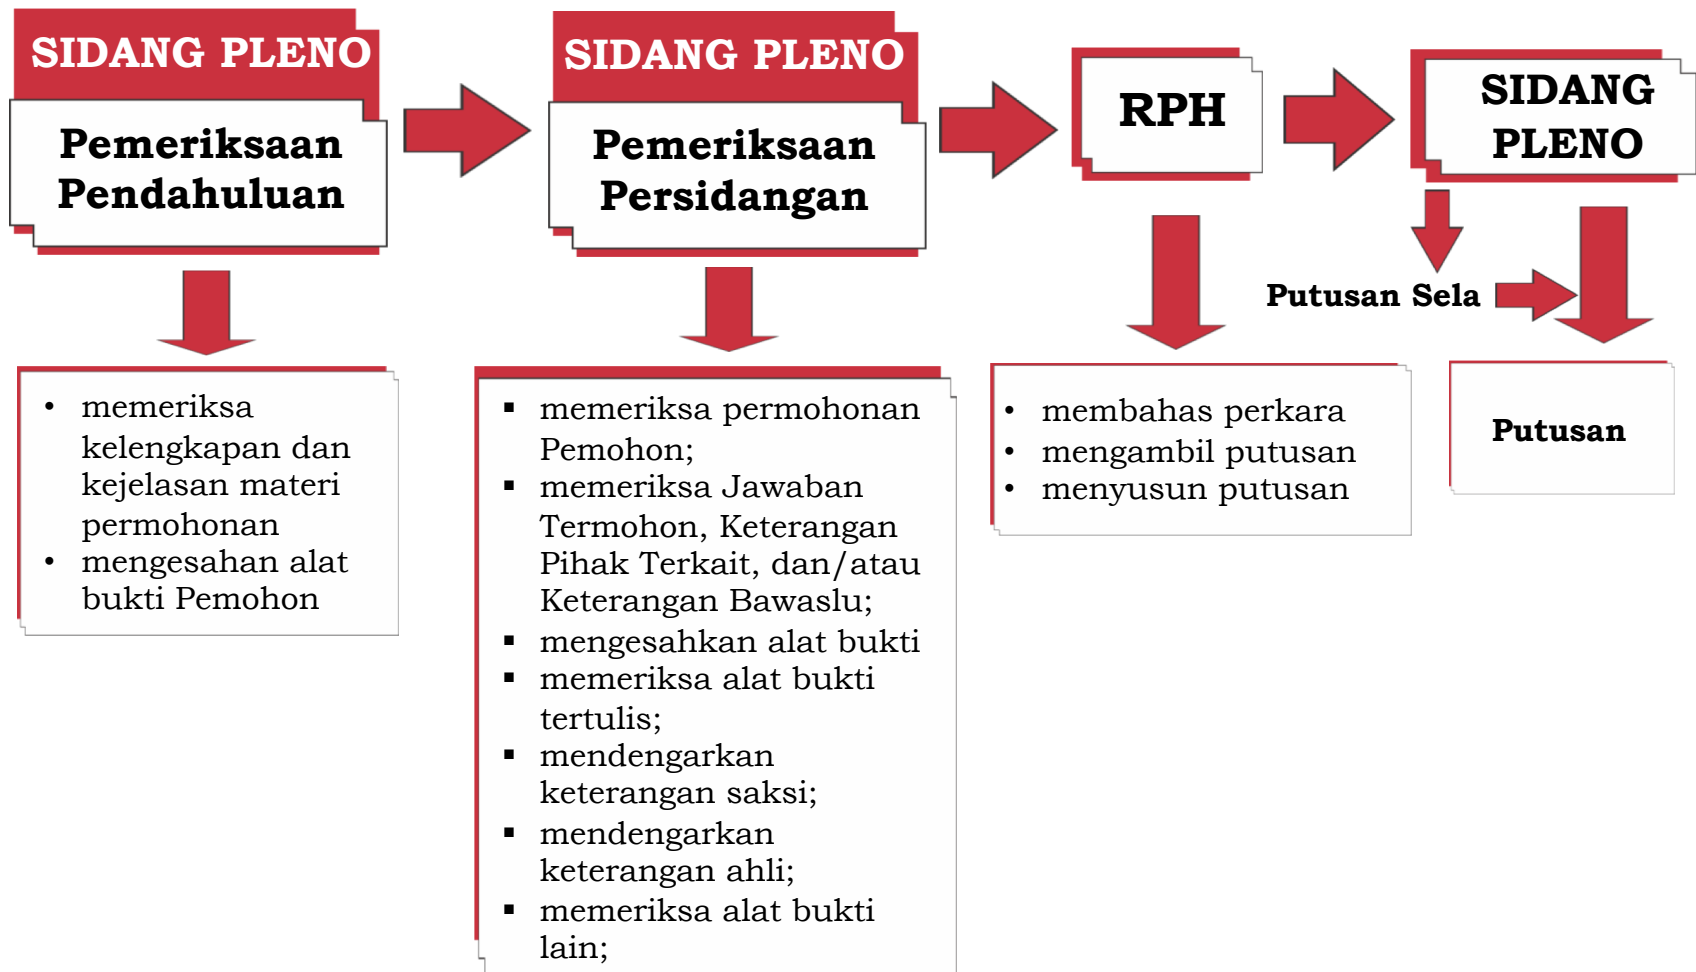 SIDANG PLENO
Pemeriksaan
Pendahuluan
• memeriksa
kelengkapan dan
kejelasan materi
permohonan
• mengesahan alat
bukti Pemohon
SIDANG PLENO
Pemeriksaan
Persidangan
▪ memeriksa permohonan
Pemohon;
▪ memeriksa Jawaban
Termohon, Keterangan
Pihak Terkait, dan/atau
Keterangan Bawaslu;
▪ mengesahkan alat bukti
▪ memeriksa alat bukti
tertulis;
▪ mendengarkan
keterangan saksi;
▪ mendengarkan
keterangan ahli;
▪ memeriksa alat bukti
lain;
RPH
• membahas perkara
• mengambil putusan
• menyusun putusan
SIDANG
PLENO
Putusan Sela
Putusan